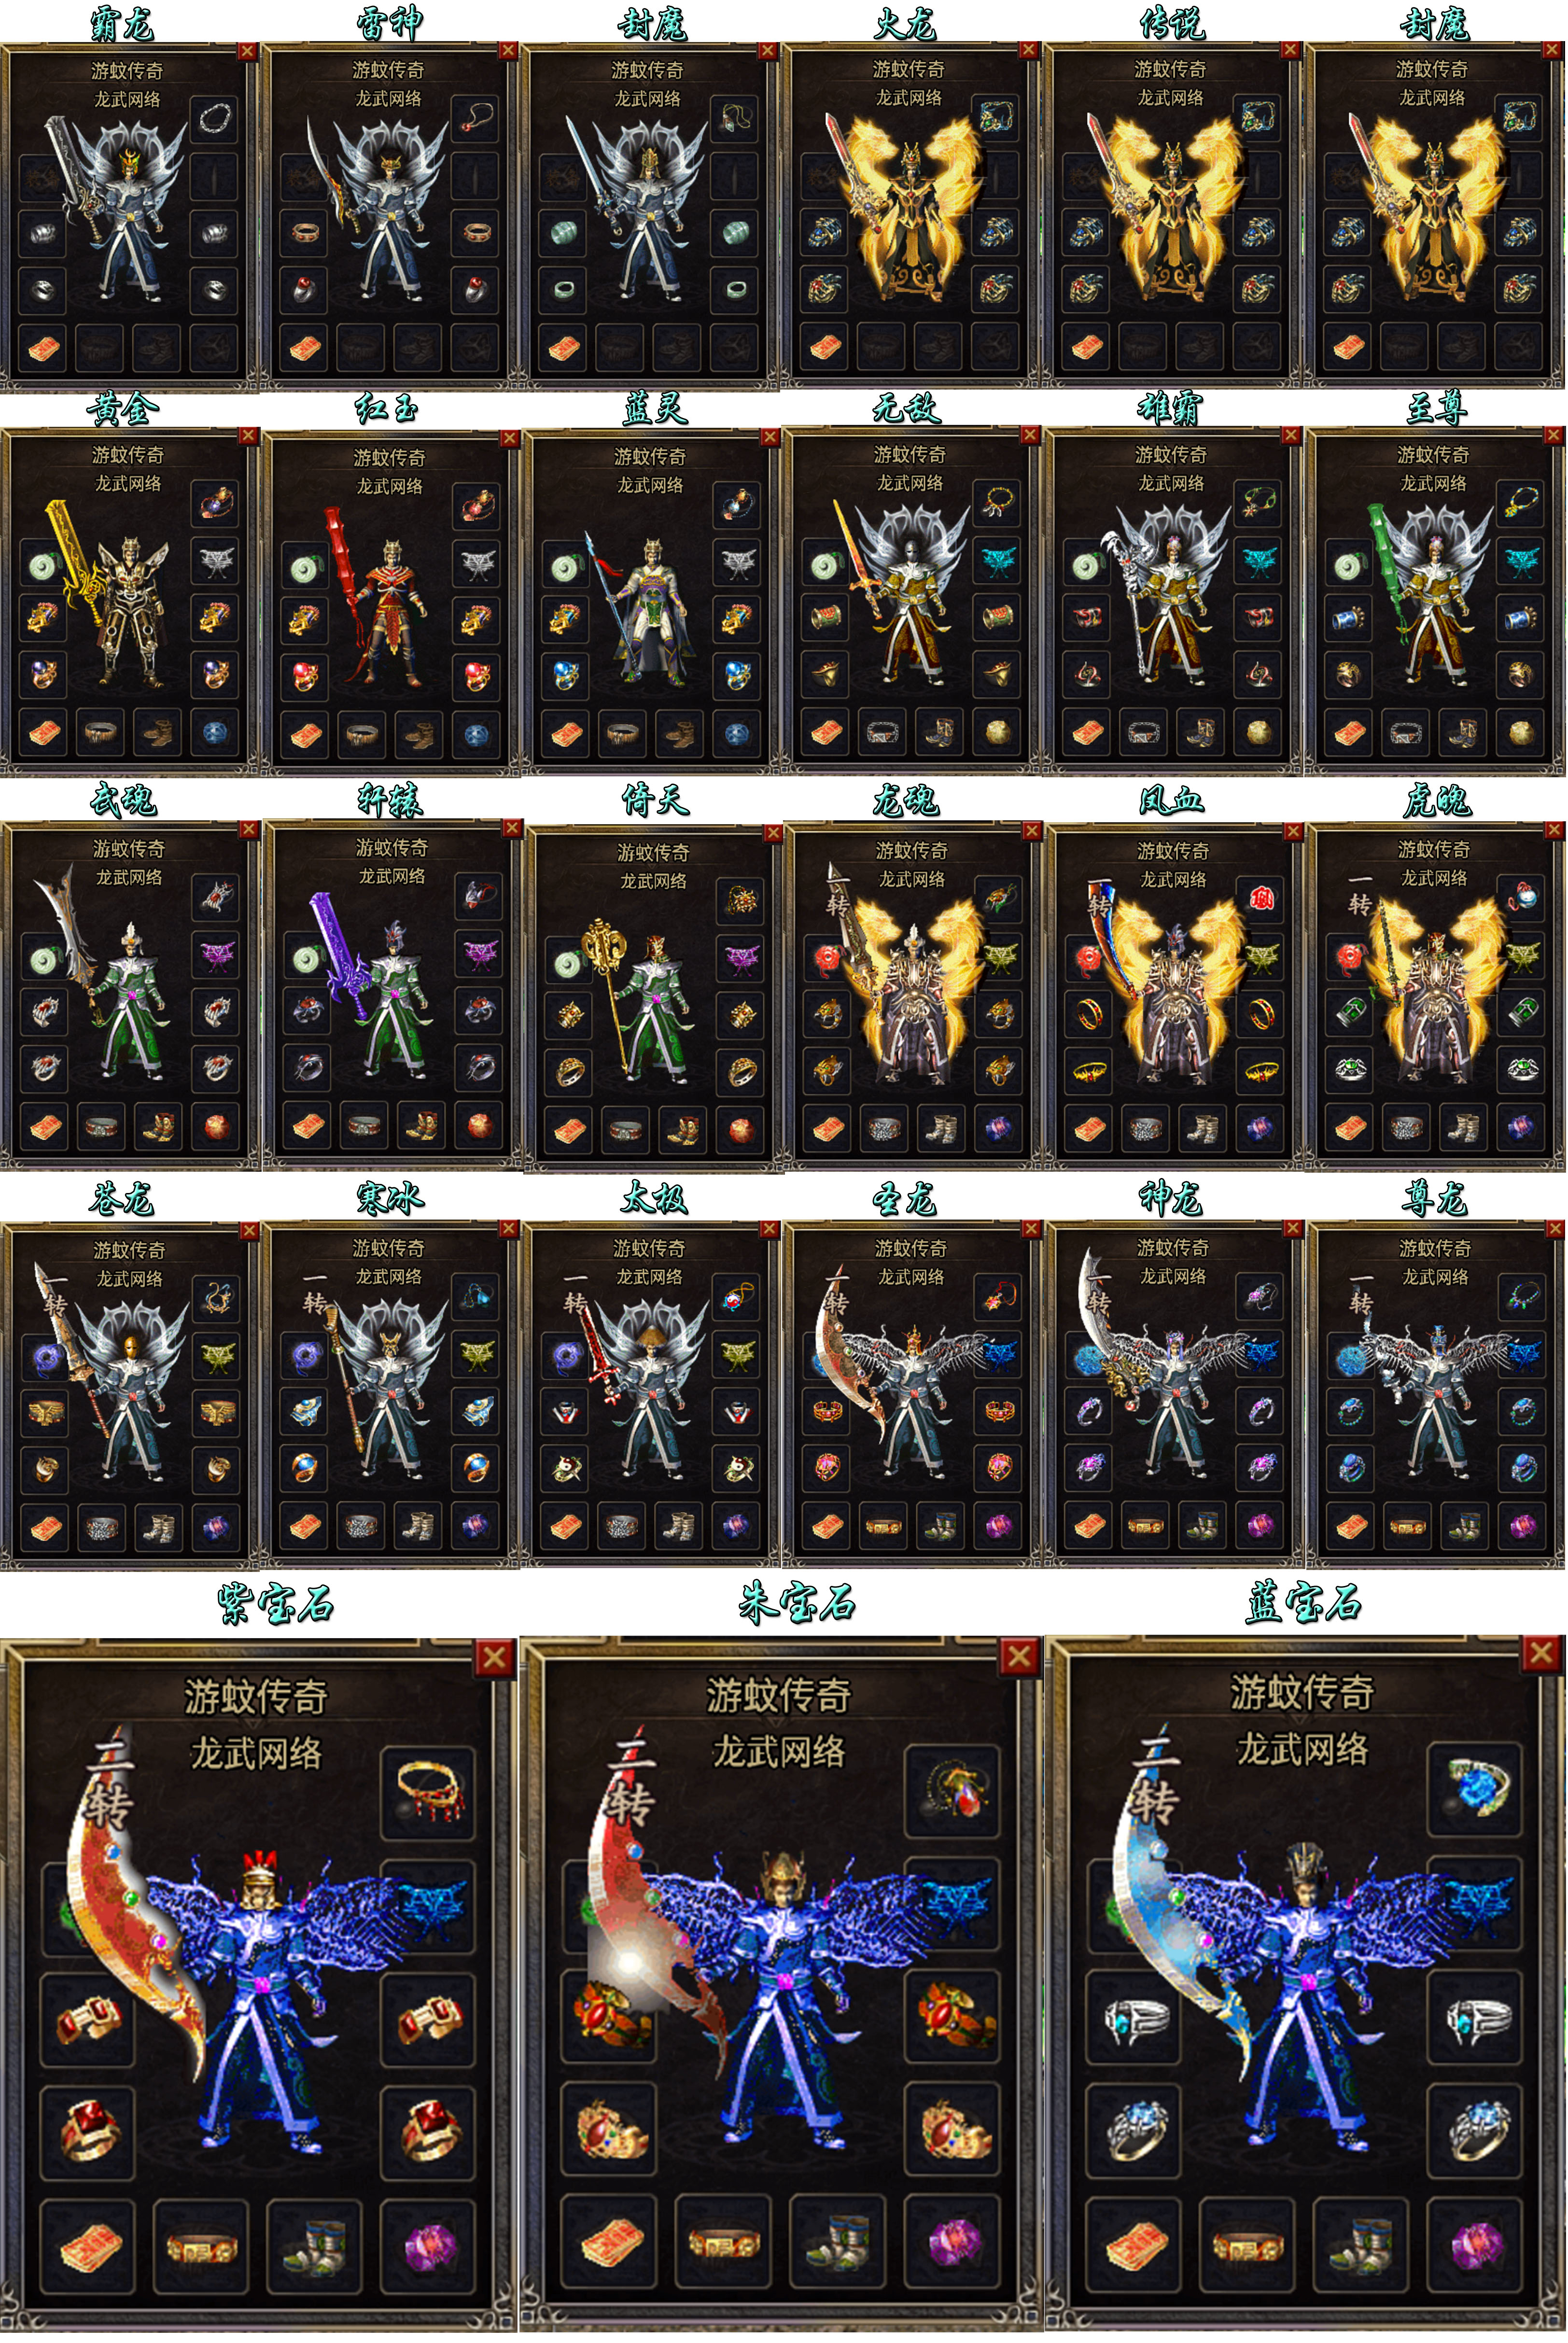 霸龙 雷神 封魔 火龙 传说 封魔
游蚊传奇 游蚊传奇 游蚊传奇 游蚊传奇 游蚊传奇 游蚊传奇
龙武网络 龙武网络 龙武网络 龙武网络 龙武网络 龙武网络
黄金 红玉 蓝灵 无敌 雄霸 至尊
游蚊传奇 游蚊传奇 游蚊传奇 游蚊传奇 游蚊传奇 游蚊传奇
龙武网络 龙武网络 龙武网络 龙武网络 龙武网络 龙武网络
武魂 轩辕 倚天 龙魂 凤血 虎魄
游蚊传奇 游蚊传奇 游蚊传奇 游蚊传奇 游蚊传奇 游蚊传奇
龙武网络 龙武网络 龙武网络 龙武网络 龙武网络 龙武网络
一转 一转 一转
苍龙 寒冰 太极 圣龙 神龙 尊龙
游蚊传奇 游蚊传奇 游蚊传奇 游蚊传奇 游蚊传奇 游蚊传奇
龙武网络 龙武网络 龙武网络 龙武网络 龙武网络 龙武网络
一转 一转 一转 一转 一转 一转
紫宝石 朱宝石 蓝宝石
游蚊传奇 游蚊传奇 游蚊传奇
龙武网络 龙武网络 龙武网络
二转 二转 二转